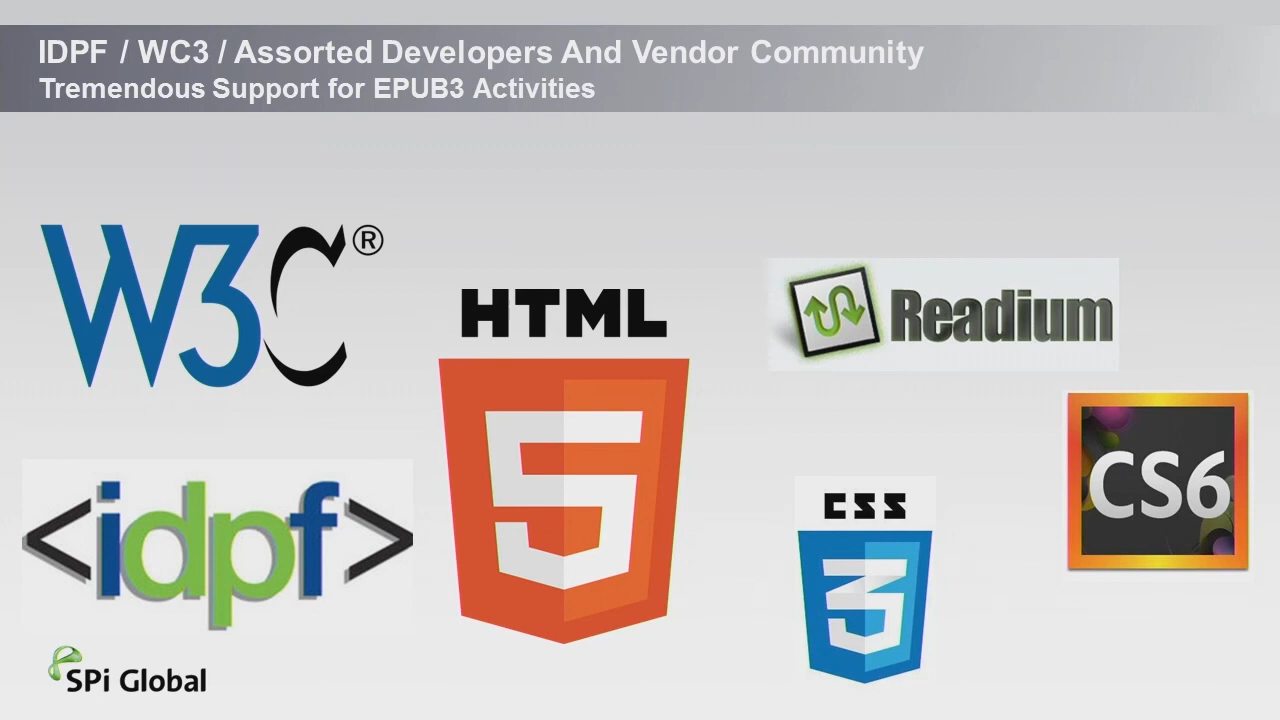 IDPF / WC3 / Assorted Developers And Vendor Community
Tremendous Support for EPUB3 Activities
W3C®
HTML
5
Readium
CS6
<idpf>
CSS
3
SPi Global